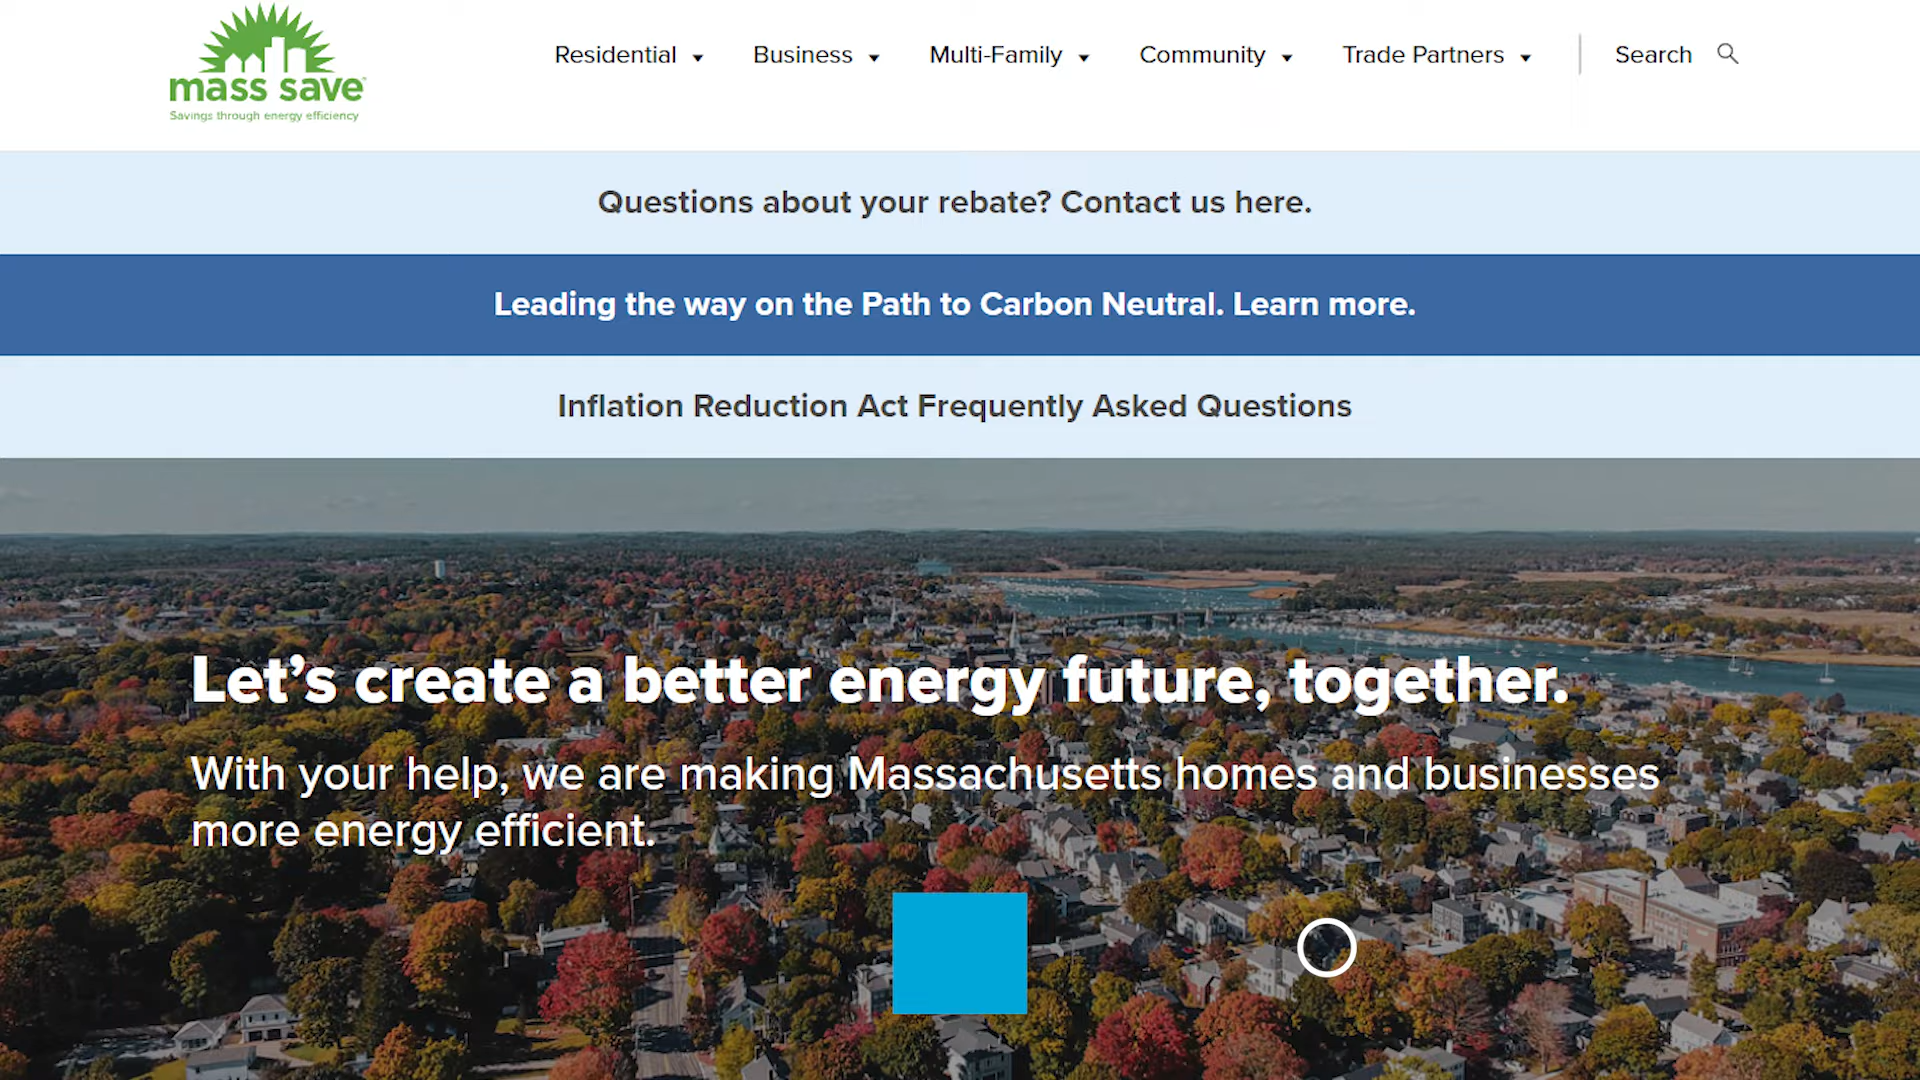 mass save
Savings through energy efficiency
Residential
Business
Multi-Family
Community
Trade Partners
Search
Questions about your rebate? Contact us here.
Leading the way on the Path to Carbon Neutral. Learn more.
Inflation Reduction Act Frequently Asked Questions
Let’s create a better energy future, together.
With your help, we are making Massachusetts homes and businesses
more energy efficient.